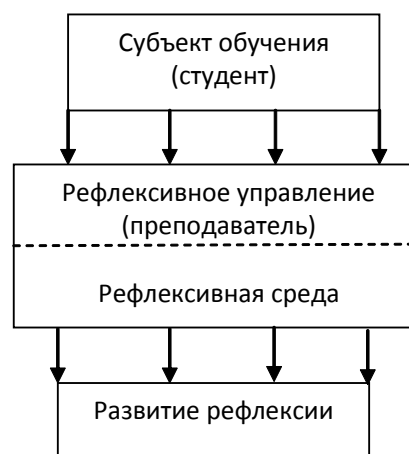 Субъект обучения
(студент)
Рефлексивное управление
(преподаватель)
Рефлексивная среда
Развитие рефлексии